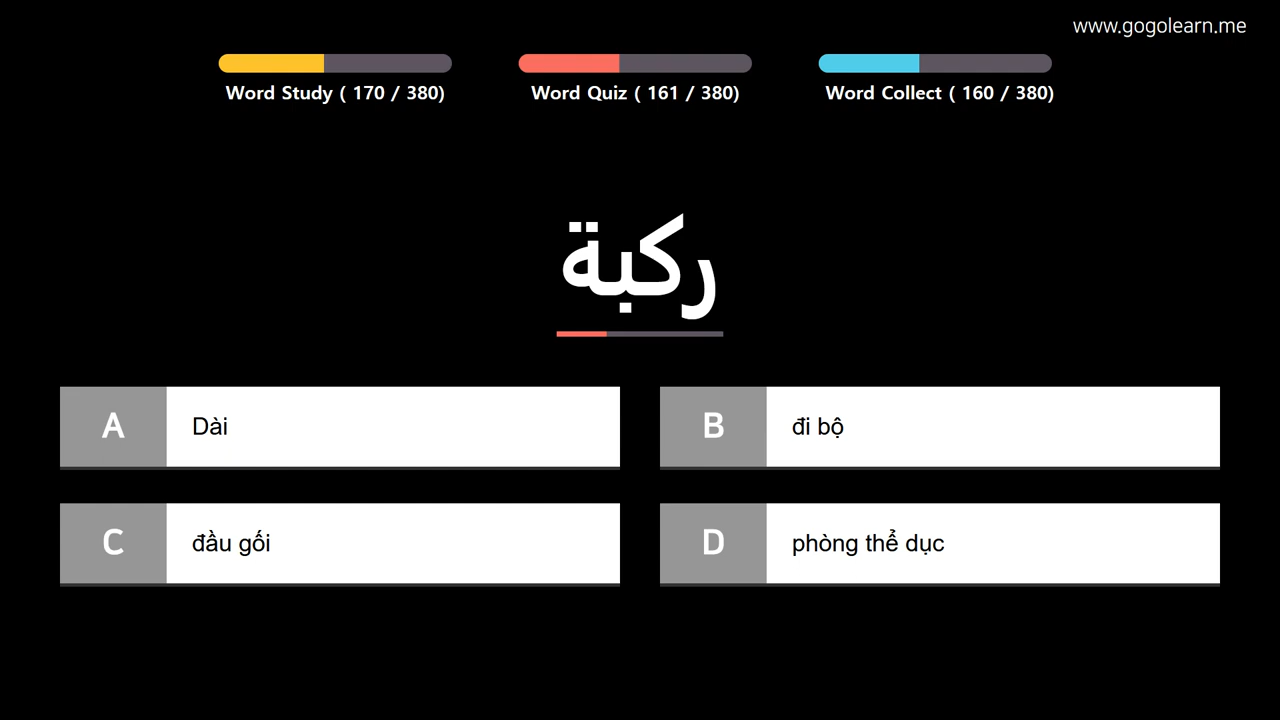 www.gogolearn.me
Word Study ( 170 / 380)
Word Quiz ( 161 / 380)
Word Collect ( 160 / 380)
ركبة
A Dài
B đi bộ
C đầu gối
D phòng thể dục